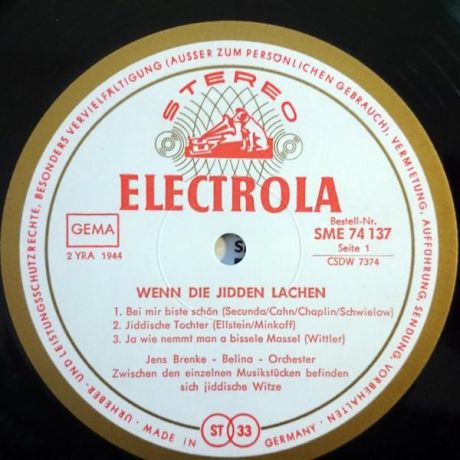 URHEBER- UND LEISTUNGSSCHUTZRECHTE, BESONDERS VERVIELFÄLTIGUNG (AUSSER ZUM PERSÖNLICHEN GEBRAUCH), VERMIETUNG, AUFFÜHRUNG, SENDUNG, VORBEHALTEN ·
STEREO
ELECTROLA
GEMA
2 YRA 1944
Bestell-Nr.
SME 74 137
Seite 1
CSDW 7374
WENN DIE JIDDEN LACHEN
1. Bei mir biste schön (Secunda/Cahn/Chaplin/Schwielow)
2. Jiddische Tochter (Ellstein/Minkoff)
3. Ja wie nemmt man a bissele Massel (Wittler)
Jens Brenke - Belina - Orchester
Zwischen den einzelnen Musikstücken befinden
sich jiddische Witze
MADE IN GERMANY ·
ST 33